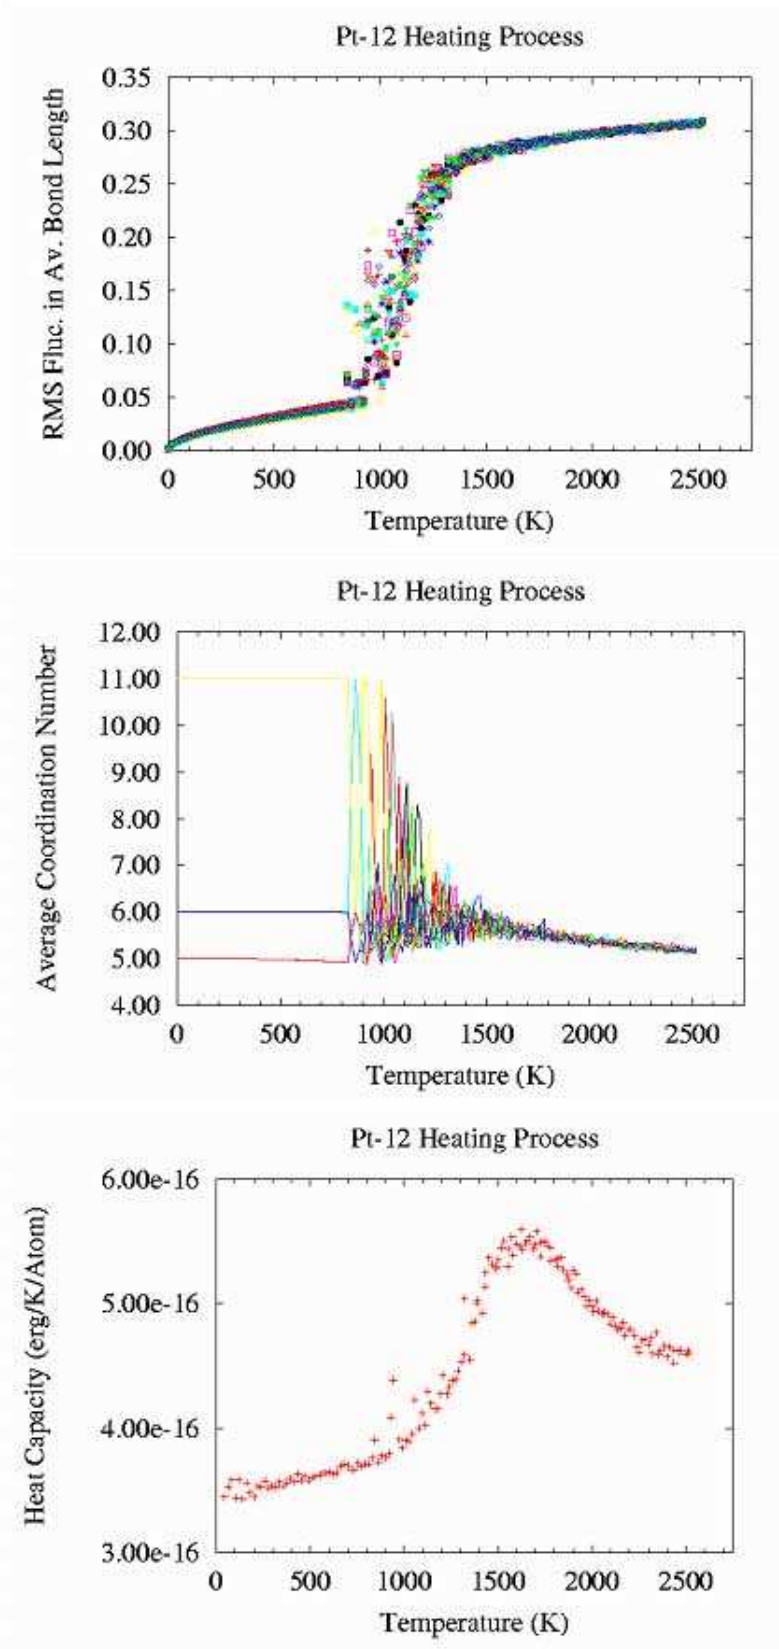 Pt-12 Heating Process
RMS Fluc. in Av. Bond Length
0.35
0.30
0.25
0.20
0.15
0.10
0.05
0.00
0 500 1000 1500 2000 2500
Temperature (K)
Pt-12 Heating Process
Average Coordination Number
12.00
11.00
10.00
9.00
8.00
7.00
6.00
5.00
4.00
0 500 1000 1500 2000 2500
Temperature (K)
Pt-12 Heating Process
Heat Capacity (erg/K/Atom)
6.00e-16
5.00e-16
4.00e-16
3.00e-16
0 500 1000 1500 2000 2500
Temperature (K)